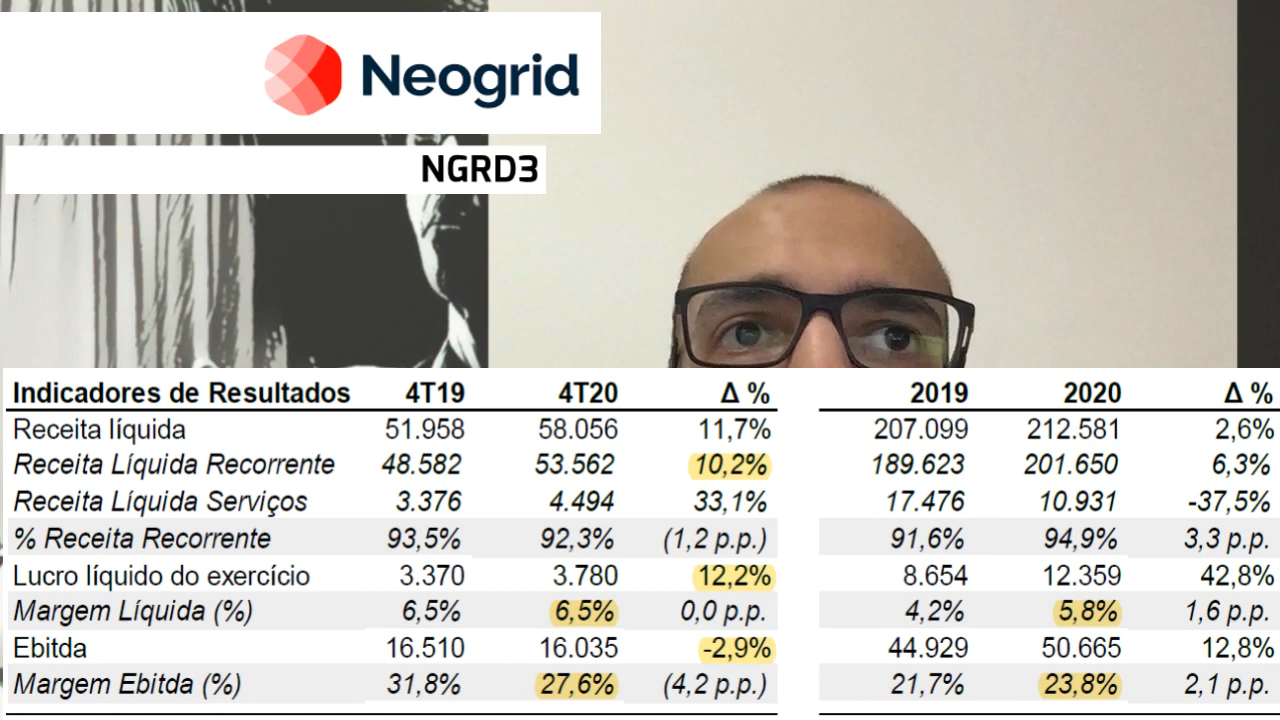 Neogrid
NGRD3
Indicadores de Resultados 4T19 4T20 Δ % 2019 2020 Δ %
Receita líquida 51.958 58.056 11,7% 207.099 212.581 2,6%
Receita Líquida Recorrente 48.582 53.562 10,2% 189.623 201.650 6,3%
Receita Líquida Serviços 3.376 4.494 33,1% 17.476 10.931 -37,5%
% Receita Recorrente 93,5% 92,3% (1,2 p.p.) 91,6% 94,9% 3,3 p.p.
Lucro líquido do exercício 3.370 3.780 12,2% 8.654 12.359 42,8%
Margem Líquida (%) 6,5% 6,5% 0,0 p.p. 4,2% 5,8% 1,6 p.p.
Ebitda 16.510 16.035 -2,9% 44.929 50.665 12,8%
Margem Ebitda (%) 31,8% 27,6% (4,2 p.p.) 21,7% 23,8% 2,1 p.p.